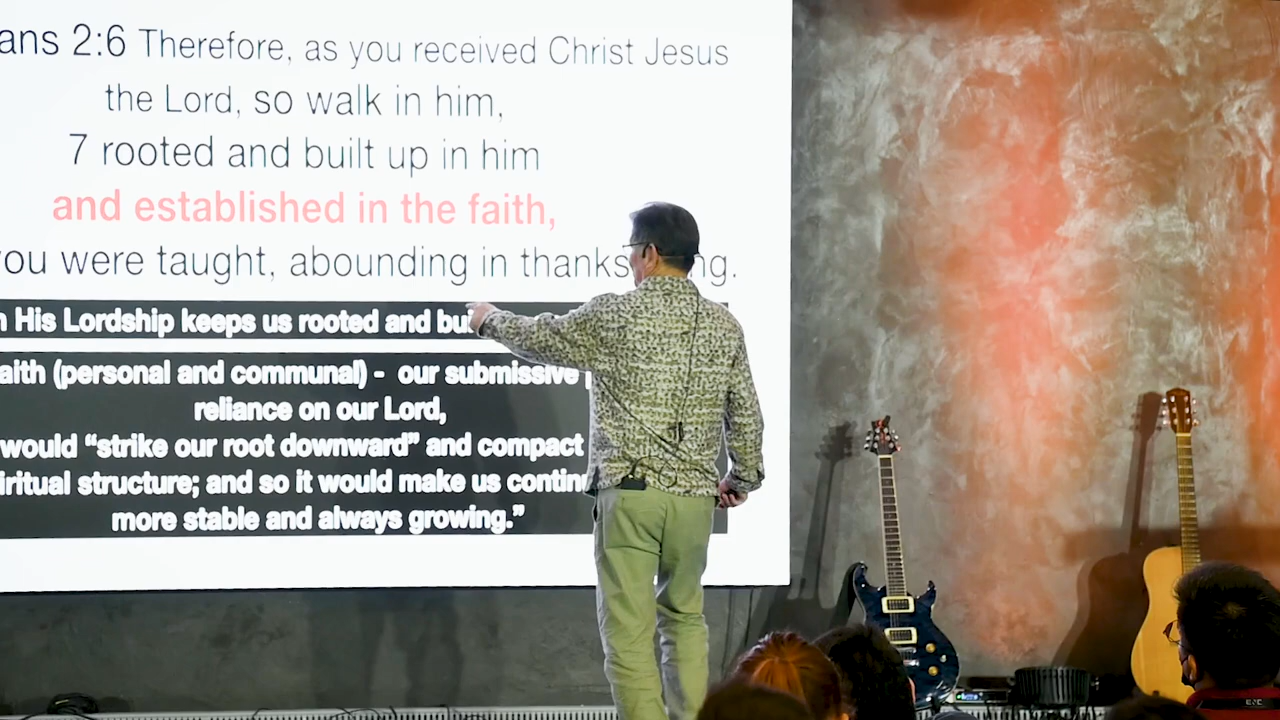 ans 2:6 Therefore, as you received Christ Jesus
the Lord, so walk in him,
7 rooted and built up in him
and established in the faith,
you were taught, abounding in thanks ng.
His Lordship keeps us rooted and bui
aith (personal and communal) - our submissive
reliance on our Lord,
would “strike our root downward” and compact
iritual structure; and so it would make us contin
more stable and always growing.”